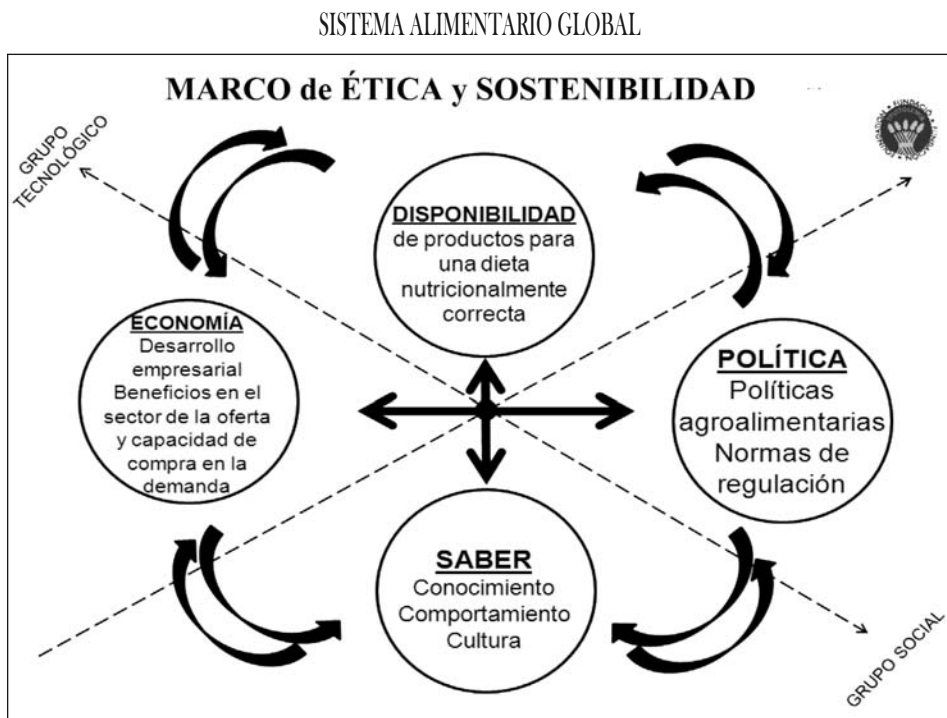 SISTEMA ALIMENTARIO GLOBAL
MARCO de ÉTICA y SOSTENIBILIDAD
GRUPO
TECNOLÓGICO
DISPONIBILIDAD
de productos para
una dieta
nutricionalmente
correcta
ECONOMÍA
Desarrollo
empresarial
Beneficios en el
sector de la oferta
y capacidad de
compra en la
demanda
POLÍTICA
Políticas
agroalimentarias
Normas de
regulación
SABER
Conocimiento
Comportamiento
Cultura
GRUPO SOCIAL